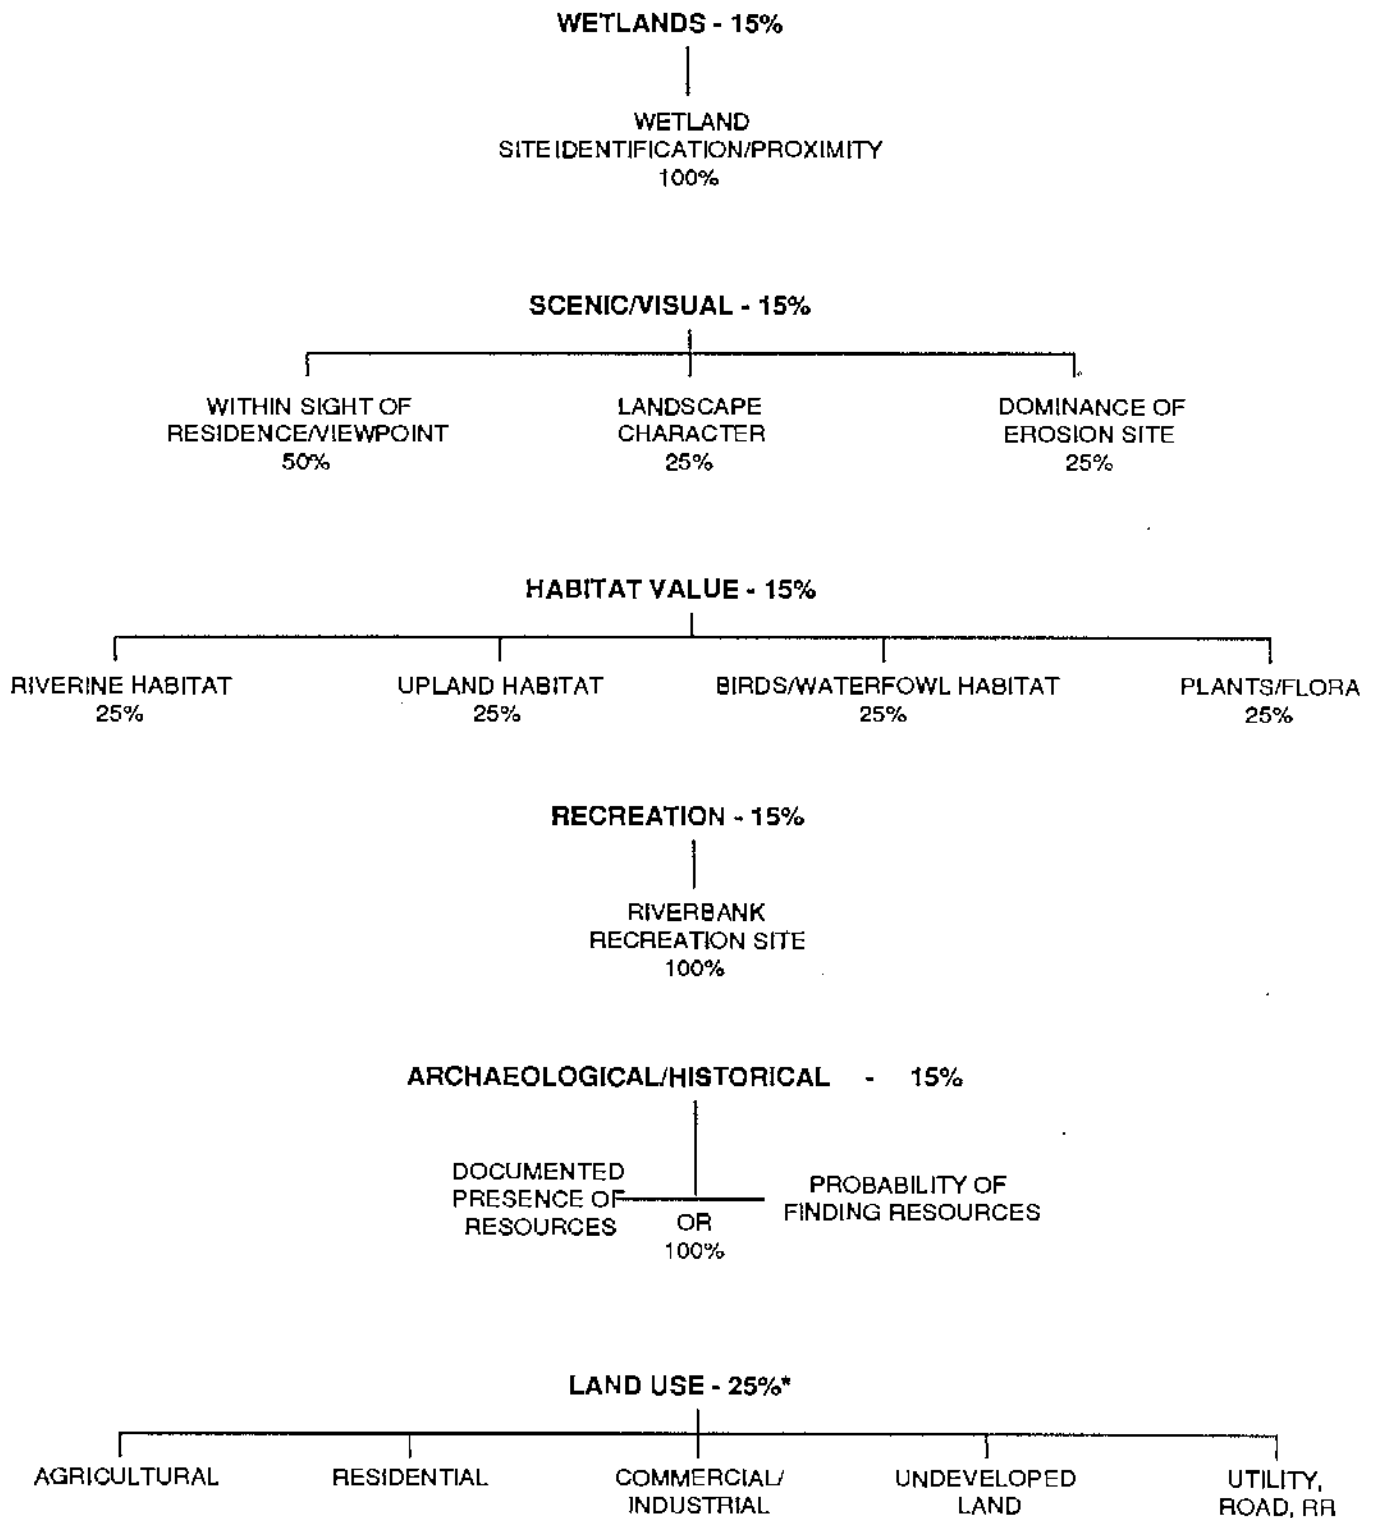 WETLANDS - 15%
WETLAND
SITE IDENTIFICATION/PROXIMITY
100%
SCENIC/VISUAL - 15%
WITHIN SIGHT OF
RESIDENCE/VIEWPOINT
50%
LANDSCAPE
CHARACTER
25%
DOMINANCE OF
EROSION SITE
25%
HABITAT VALUE - 15%
RIVERINE HABITAT
25%
UPLAND HABITAT
25%
BIRDS/WATERFOWL HABITAT
25%
PLANTS/FLORA
25%
RECREATION - 15%
RIVERBANK
RECREATION SITE
100%
ARCHAEOLOGICAL/HISTORICAL - 15%
DOCUMENTED
PRESENCE OF
RESOURCES
OR
100%
PROBABILITY OF
FINDING RESOURCES
LAND USE - 25%*
AGRICULTURAL
RESIDENTIAL
COMMERCIAL/
INDUSTRIAL
UNDEVELOPED
LAND
UTILITY,
ROAD, RR